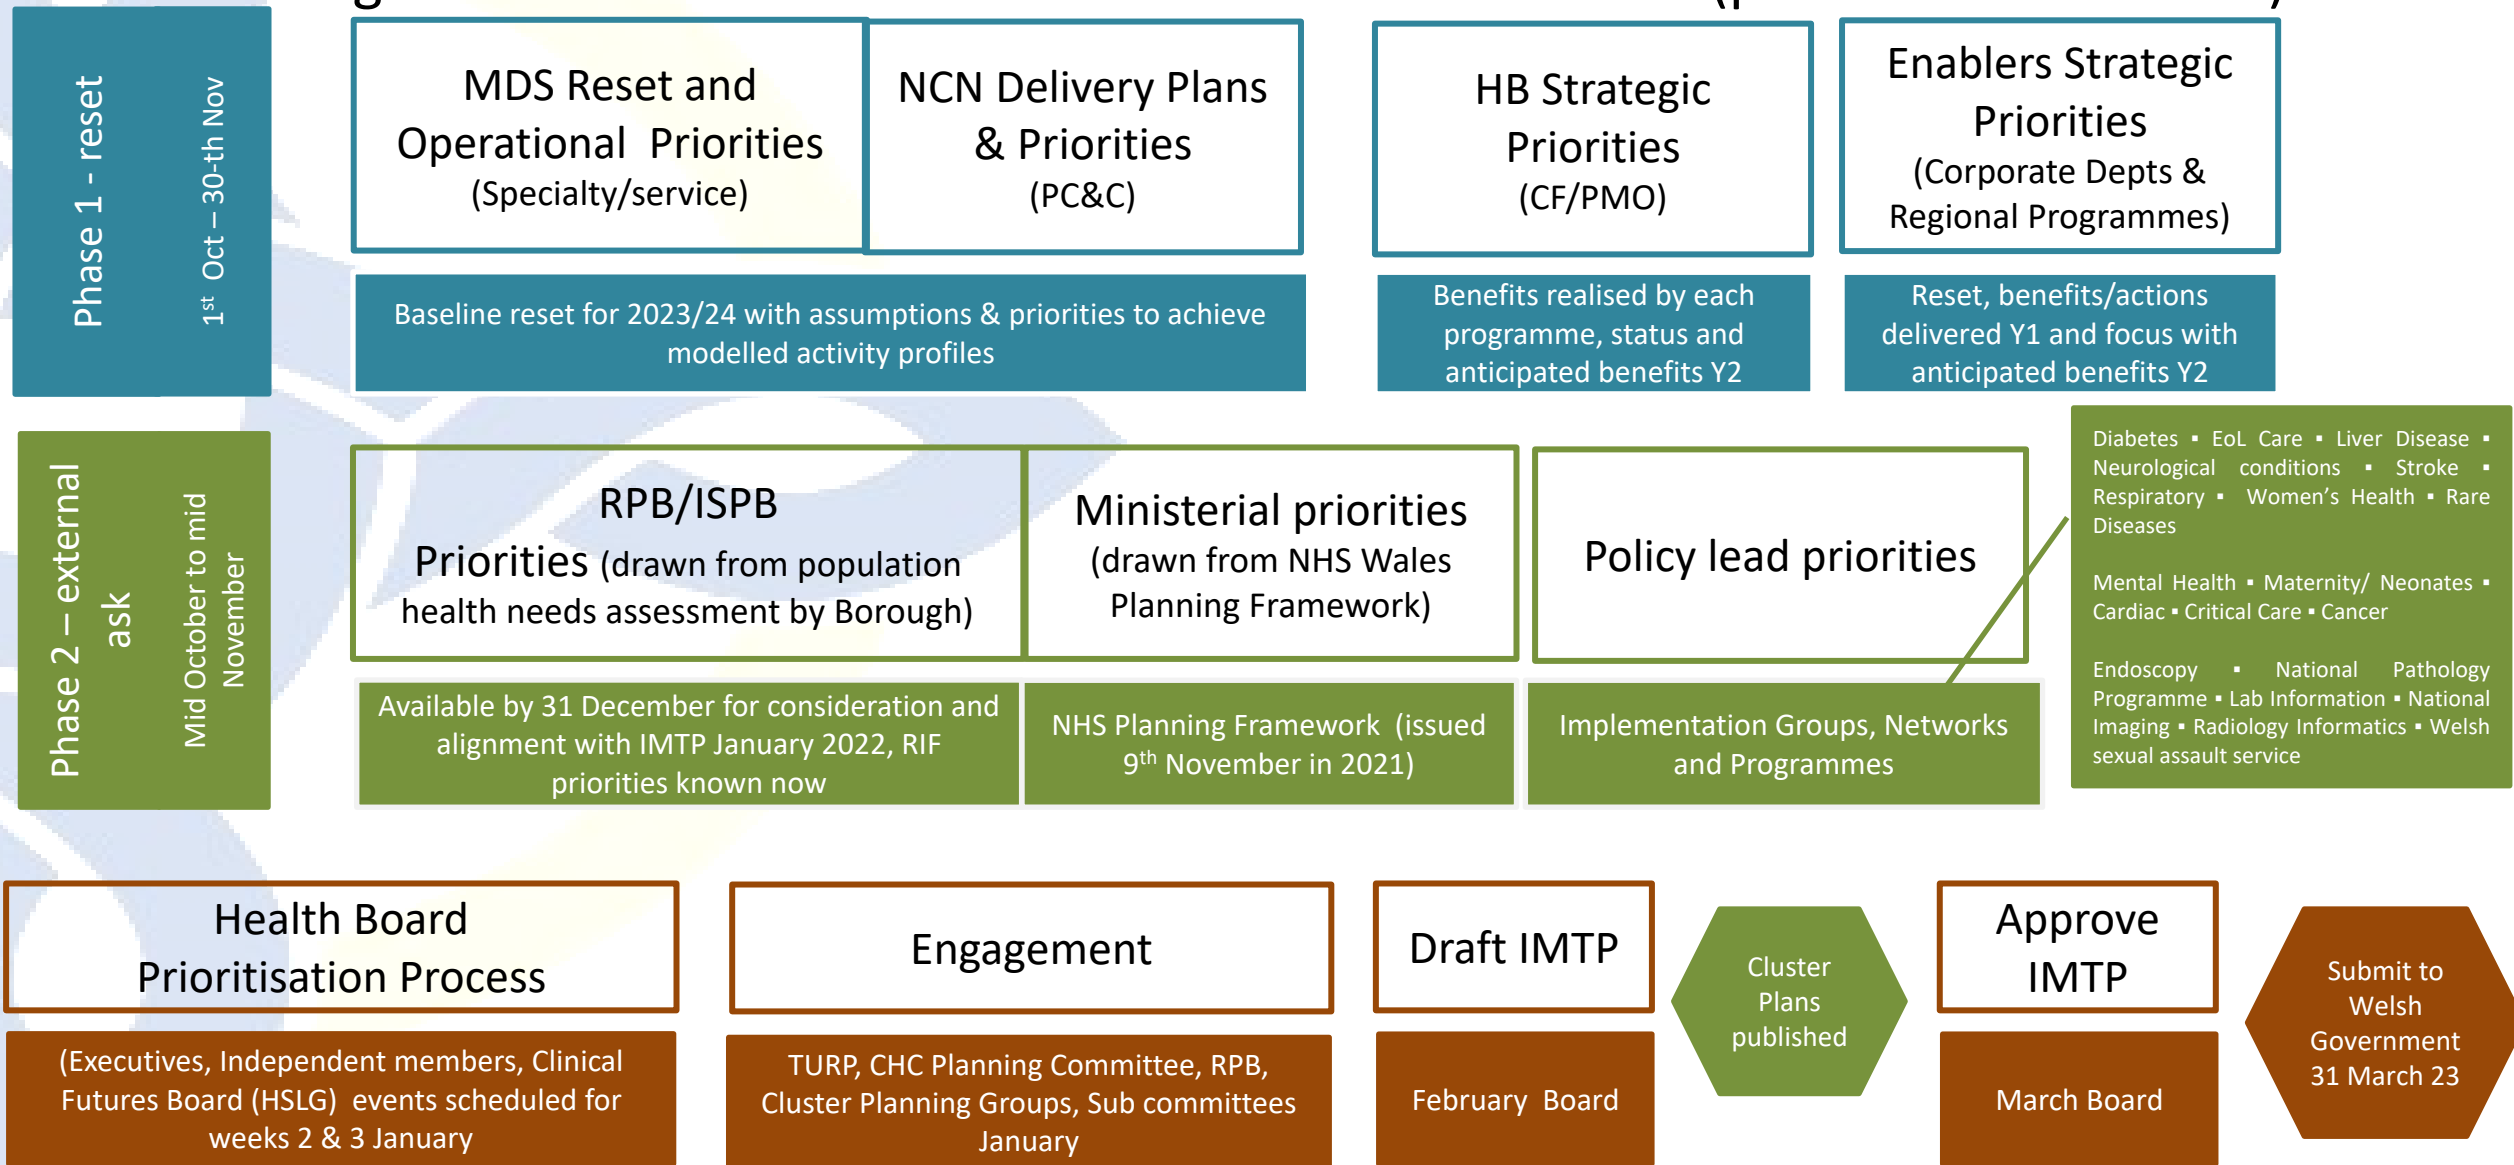 Phase 1 - reset
1st Oct – 30-th Nov
MDS Reset and
Operational Priorities
(Specialty/service)
NCN Delivery Plans
& Priorities
(PC&C)
HB Strategic
Priorities
(CF/PMO)
Enablers Strategic
Priorities
(Corporate Depts &
Regional Programmes)
Baseline reset for 2023/24 with assumptions & priorities to achieve
modelled activity profiles
Benefits realised by each
programme, status and
anticipated benefits Y2
Reset, benefits/actions
delivered Y1 and focus with
anticipated benefits Y2
Phase 2 – external
ask
Mid October to mid
November
RPB/ISPB
Priorities (drawn from population
health needs assessment by Borough)
Ministerial priorities
(drawn from NHS Wales
Planning Framework)
Policy lead priorities
Available by 31 December for consideration and
alignment with IMTP January 2022, RIF
priorities known now
NHS Planning Framework (issued
9th November in 2021)
Implementation Groups, Networks
and Programmes
Diabetes ▪ EoL Care ▪ Liver Disease ▪
Neurological conditions ▪ Stroke ▪
Respiratory ▪ Women's Health ▪ Rare
Diseases
Mental Health ▪ Maternity/ Neonates ▪
Cardiac ▪ Critical Care ▪ Cancer
Endoscopy ▪ National Pathology
Programme ▪ Lab Information ▪ National
Imaging ▪ Radiology Informatics ▪ Welsh
sexual assault service
Health Board
Prioritisation Process
Engagement
Draft IMTP
Cluster
Plans
published
Approve
IMTP
Submit to
Welsh
Government
31 March 23
(Executives, Independent members, Clinical
Futures Board (HSLG) events scheduled for
weeks 2 & 3 January
TURP, CHC Planning Committee, RPB,
Cluster Planning Groups, Sub committees
January
February Board
March Board